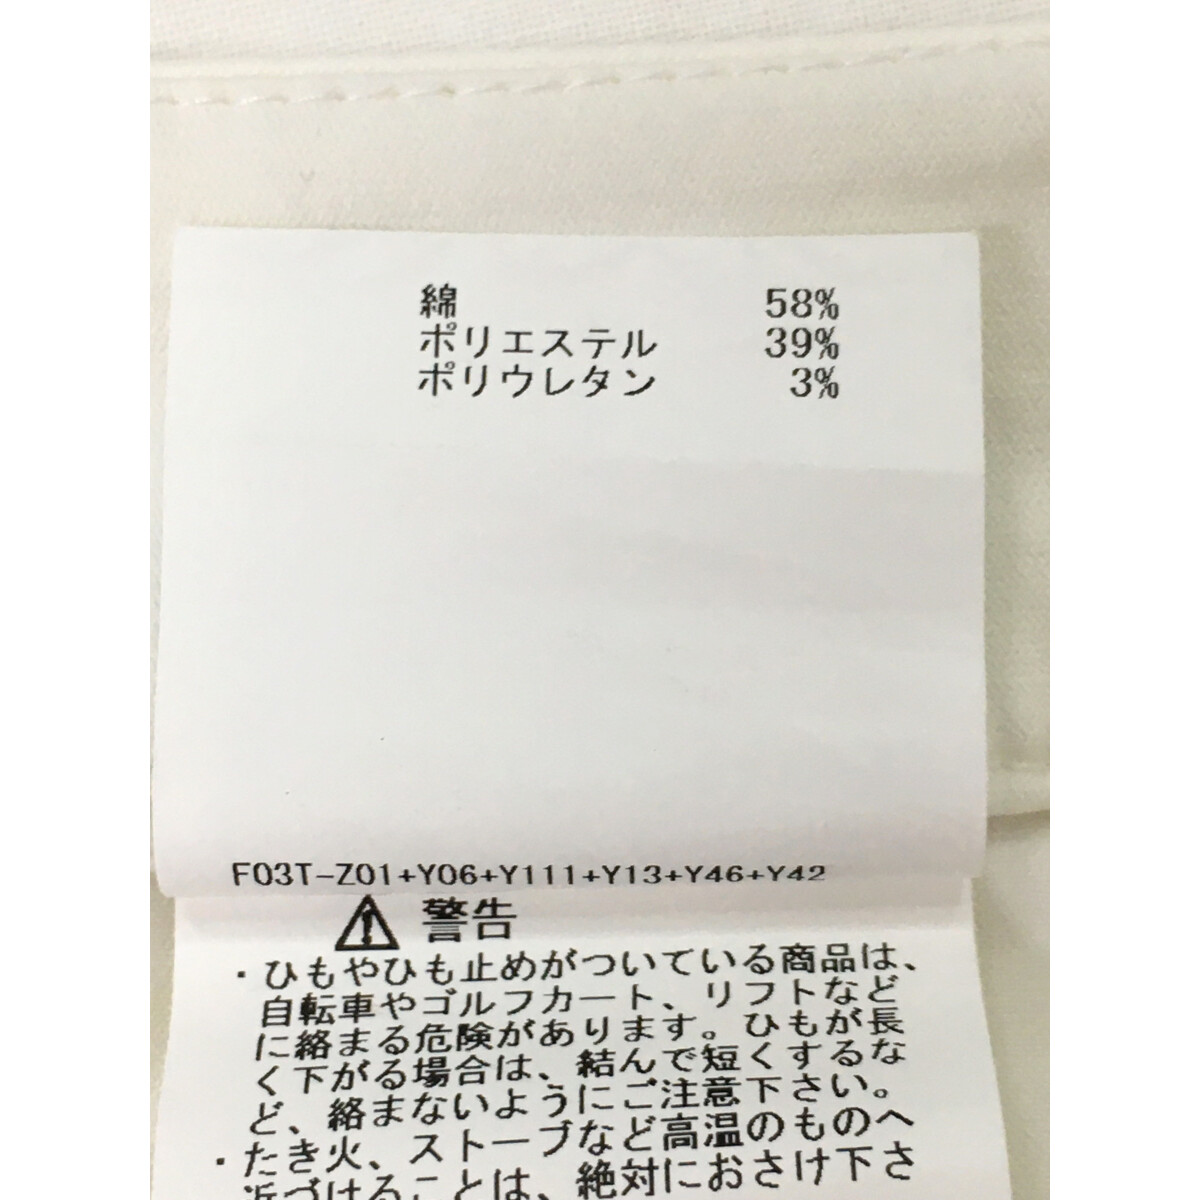 綿 58%
ポリエステル 39%
ポリウレタン 3%
F03T-Z01+Y06+Y111+Y13+Y46+Y42
警告
・ひもやひも止めがついている商品は、
自転車やゴルフカート、リフトなど
に絡まる危険があります。ひもが長
く下がる場合は、結んで短くするな
ど、絡まないようにご注意下さい。
・たき火、ストーブなど高温のものへ
近づけることは、絶対におさけ下さ